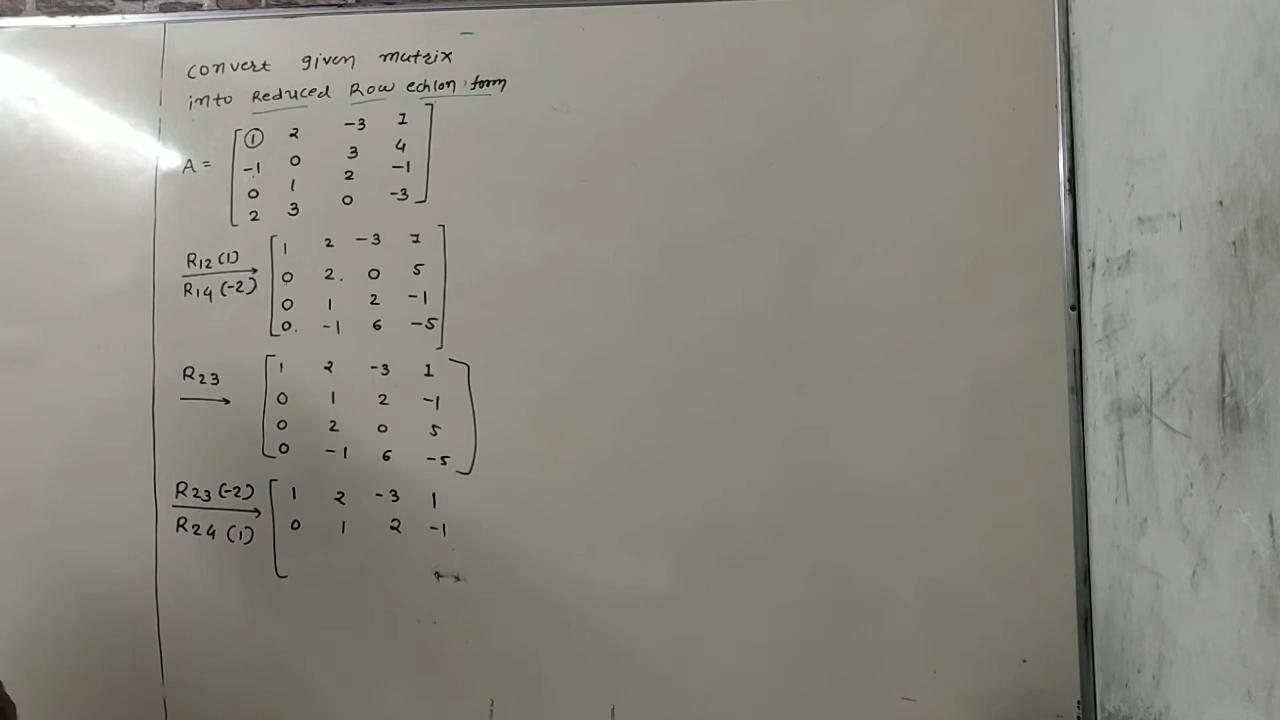 convert given matrix
into Reduced Row echlon form
A = [ 1 2 -3 1
-1 0 3 4
0 1 2 -1
2 3 0 -3 ]
R12 (1)
R14 (-2)
[ 1 2 -3 1
0 2. 0 5
0 1 2 -1
0. -1 6 -5 ]
R23
[ 1 2 -3 1
0 1 2 -1
0 2 0 5
0 -1 6 -5 ]
R23 (-2)
R24 (1)
[ 1 2 -3 1
0 1 2 -1